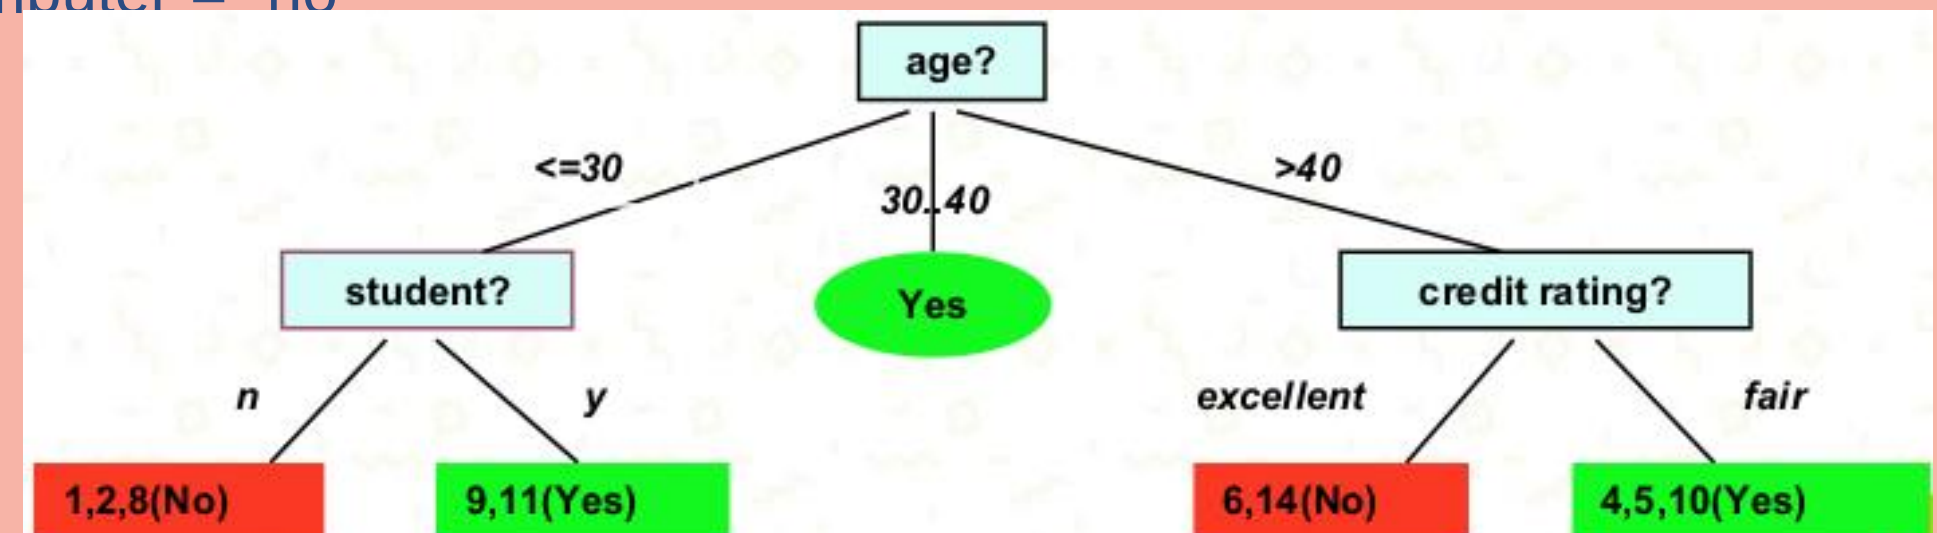 age?
<=30
30..40
>40
student?
Yes
credit rating?
n
y
excellent
fair
1,2,8(No)
9,11(Yes)
6,14(No)
4,5,10(Yes)